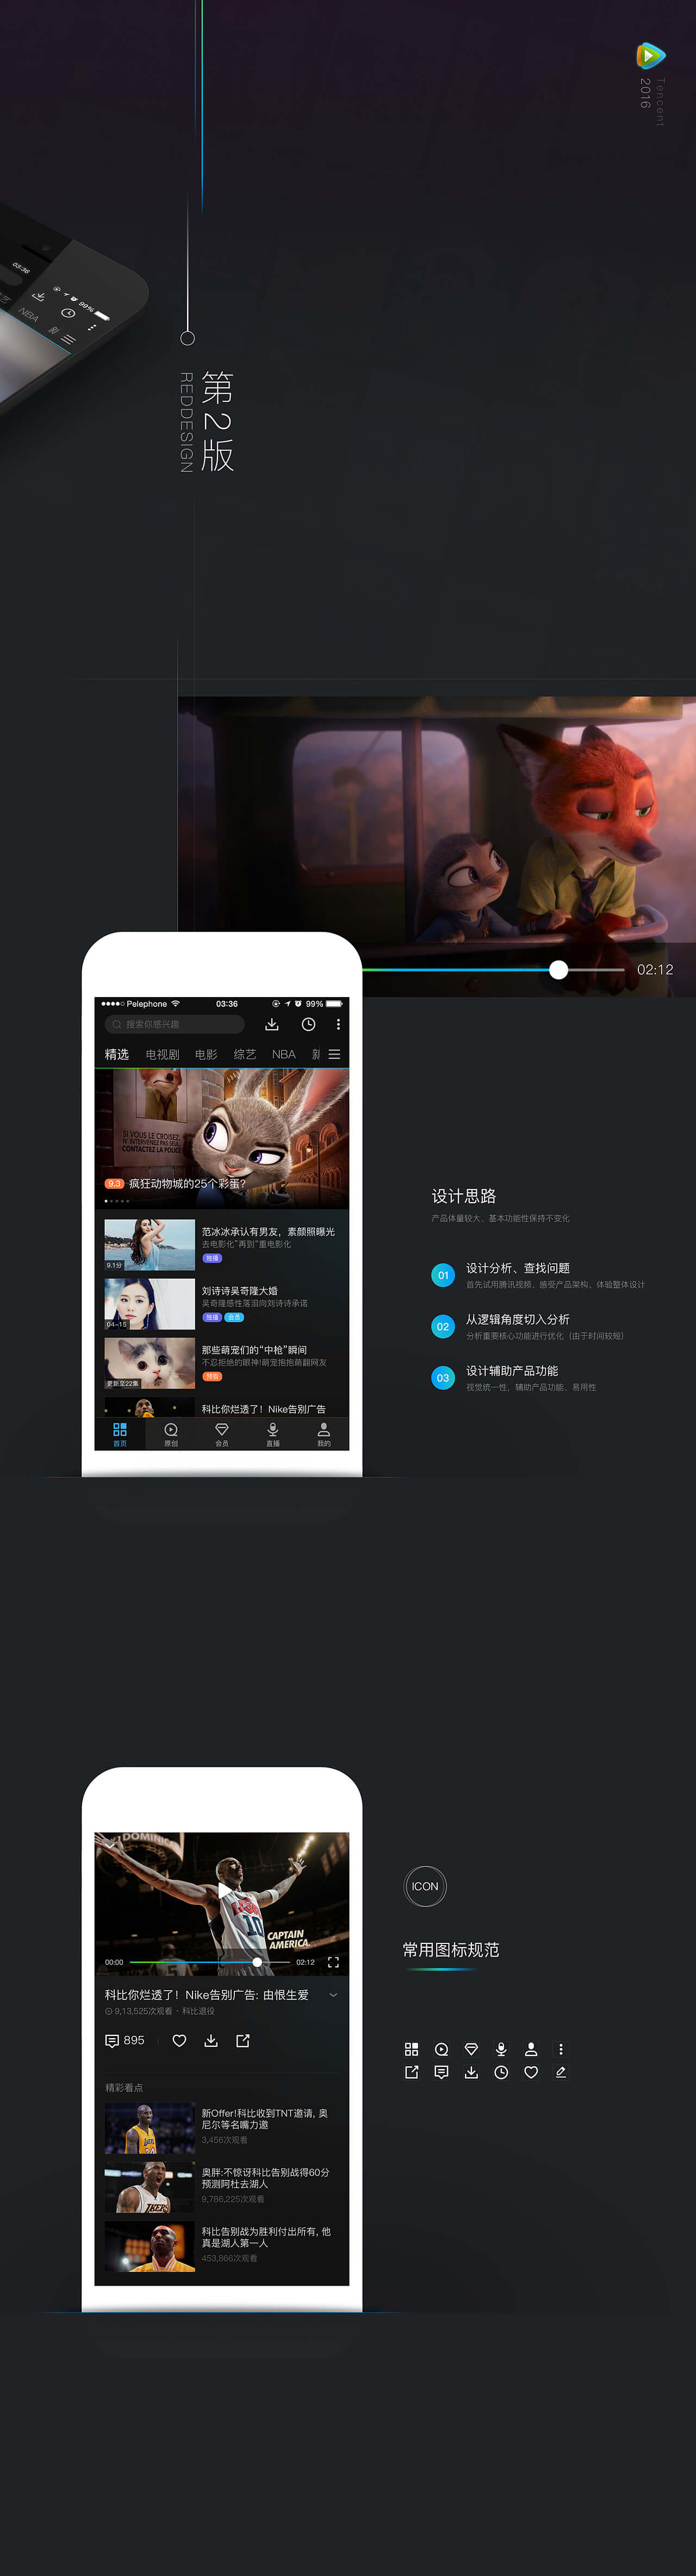 Tencent
2016
03:36
99%
NBA
第2版
REDDESIGN
02:12
Pelephone
03:36
99%
搜索你感兴趣
精选
电视剧
电影
综艺
NBA
SI VOUS LE CROISEZ,
N'INTERVENEZ PAS SEUL.
CONTACTEZ LA POLICE
9.3 疯狂动物城的25个彩蛋?
范冰冰承认有男友，素颜照曝光
去电影化"再到"重电影化
独播
9.1分
刘诗诗吴奇隆大婚
吴奇隆感性落泪向刘诗诗承诺
独播 会员
04-15
那些萌宠们的“中枪”瞬间
不忍拒绝的眼神!萌宠抱抱萌翻网友
预告
更新至22集
科比你烂透了！Nike告别广告
首页
原创
会员
直播
我的
设计思路
产品体量较大、基本功能性保持不变化
01
设计分析、查找问题
首先试用腾讯视频、感受产品架构、体验整体设计
02
从逻辑角度切入分析
分析重要核心功能进行优化（由于时间较短）
03
设计辅助产品功能
视觉统一性，辅助产品功能、易用性
DOMINIC
10
CAPTAIN
AMERICA.
00:00
02:12
科比你烂透了！Nike告别广告: 由恨生爱
9,13,525次观看 · 科比退役
895
精彩看点
新Offer!科比收到TNT邀请, 奥
尼尔等名嘴力邀
3,456次观看
奥胖:不惊讶科比告别战得60分
预测阿杜去湖人
9,786,225次观看
科比告别战为胜利付出所有, 他
真是湖人第一人
453,866次观看
ICON
常用图标规范